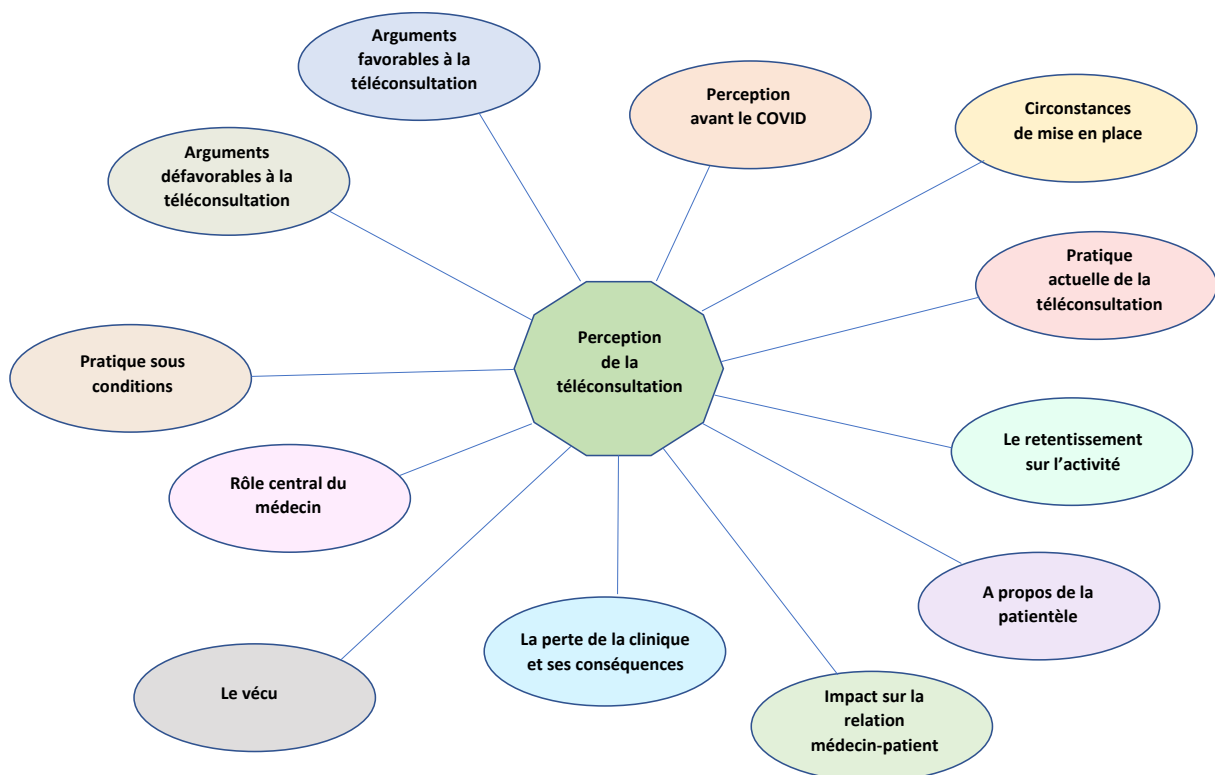 Arguments
favorables à la
téléconsultation
Perception
avant le COVID
Circonstances
de mise en place
Arguments
défavorables à la
téléconsultation
Pratique
actuelle de la
téléconsultation
Perception
de la
téléconsultation
Pratique sous
conditions
Le retentissement
sur l’activité
Rôle central du
médecin
A propos de la
patientèle
La perte de la clinique
et ses conséquences
Le vécu
Impact sur la
relation
médecin-patient